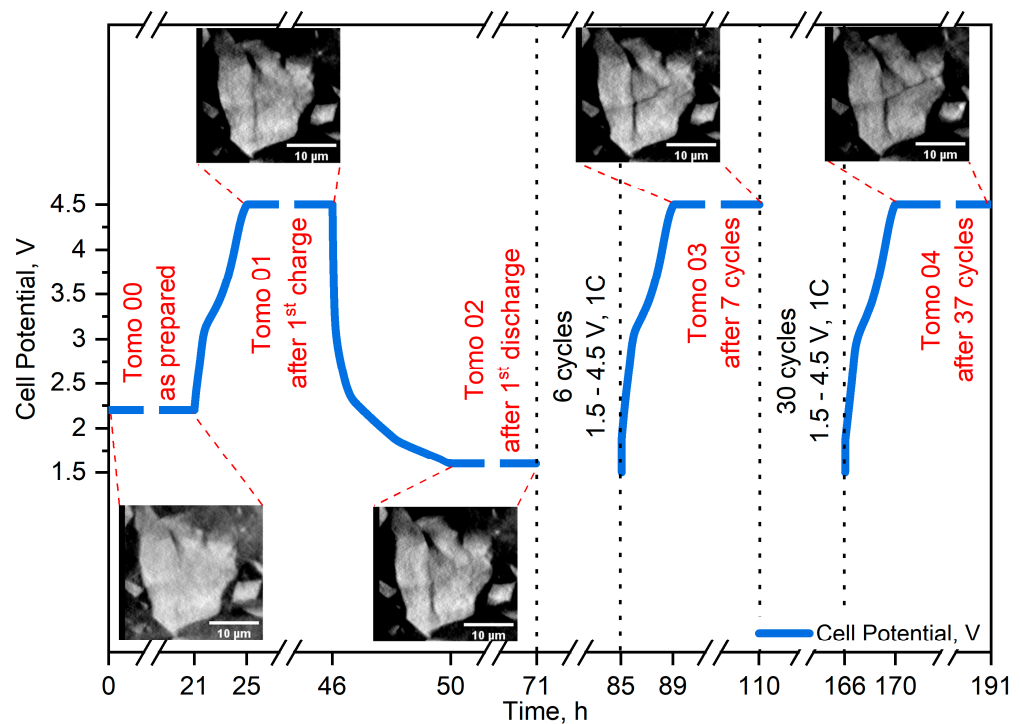 10 µm
10 µm
10 µm
4.5
4
3.5
3
2.5
2
1.5
Cell Potential, V
Tomo 00
as prepared
Tomo 01
after 1st charge
Tomo 02
after 1st discharge
6 cycles
1.5 - 4.5 V, 1C
Tomo 03
after 7 cycles
30 cycles
1.5 - 4.5 V, 1C
Tomo 04
after 37 cycles
10 µm
10 µm
Cell Potential, V
0
21
25
46
50
71
85
89
110
166
170
191
Time, h